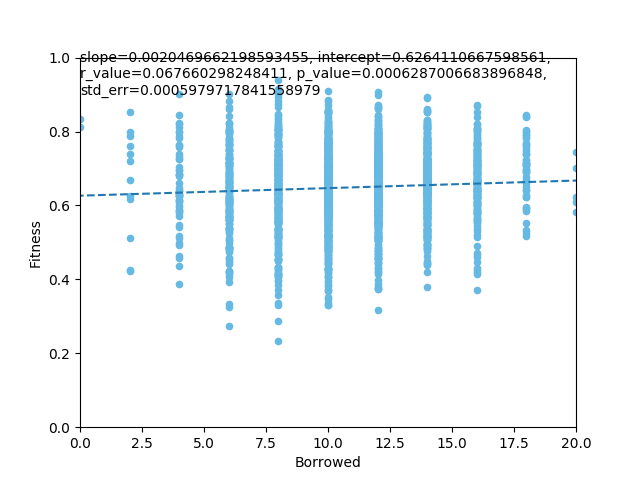 slope=0.0020469662198593455, intercept=0.6264110667598561,
r_value=0.067660298248411, p_value=0.0006287006683896848,
std_err=0.0005979717841558979
1.0
0.8
0.6
0.4
0.2
0.0
Fitness
0.0 2.5 5.0 7.5 10.0 12.5 15.0 17.5 20.0
Borrowed